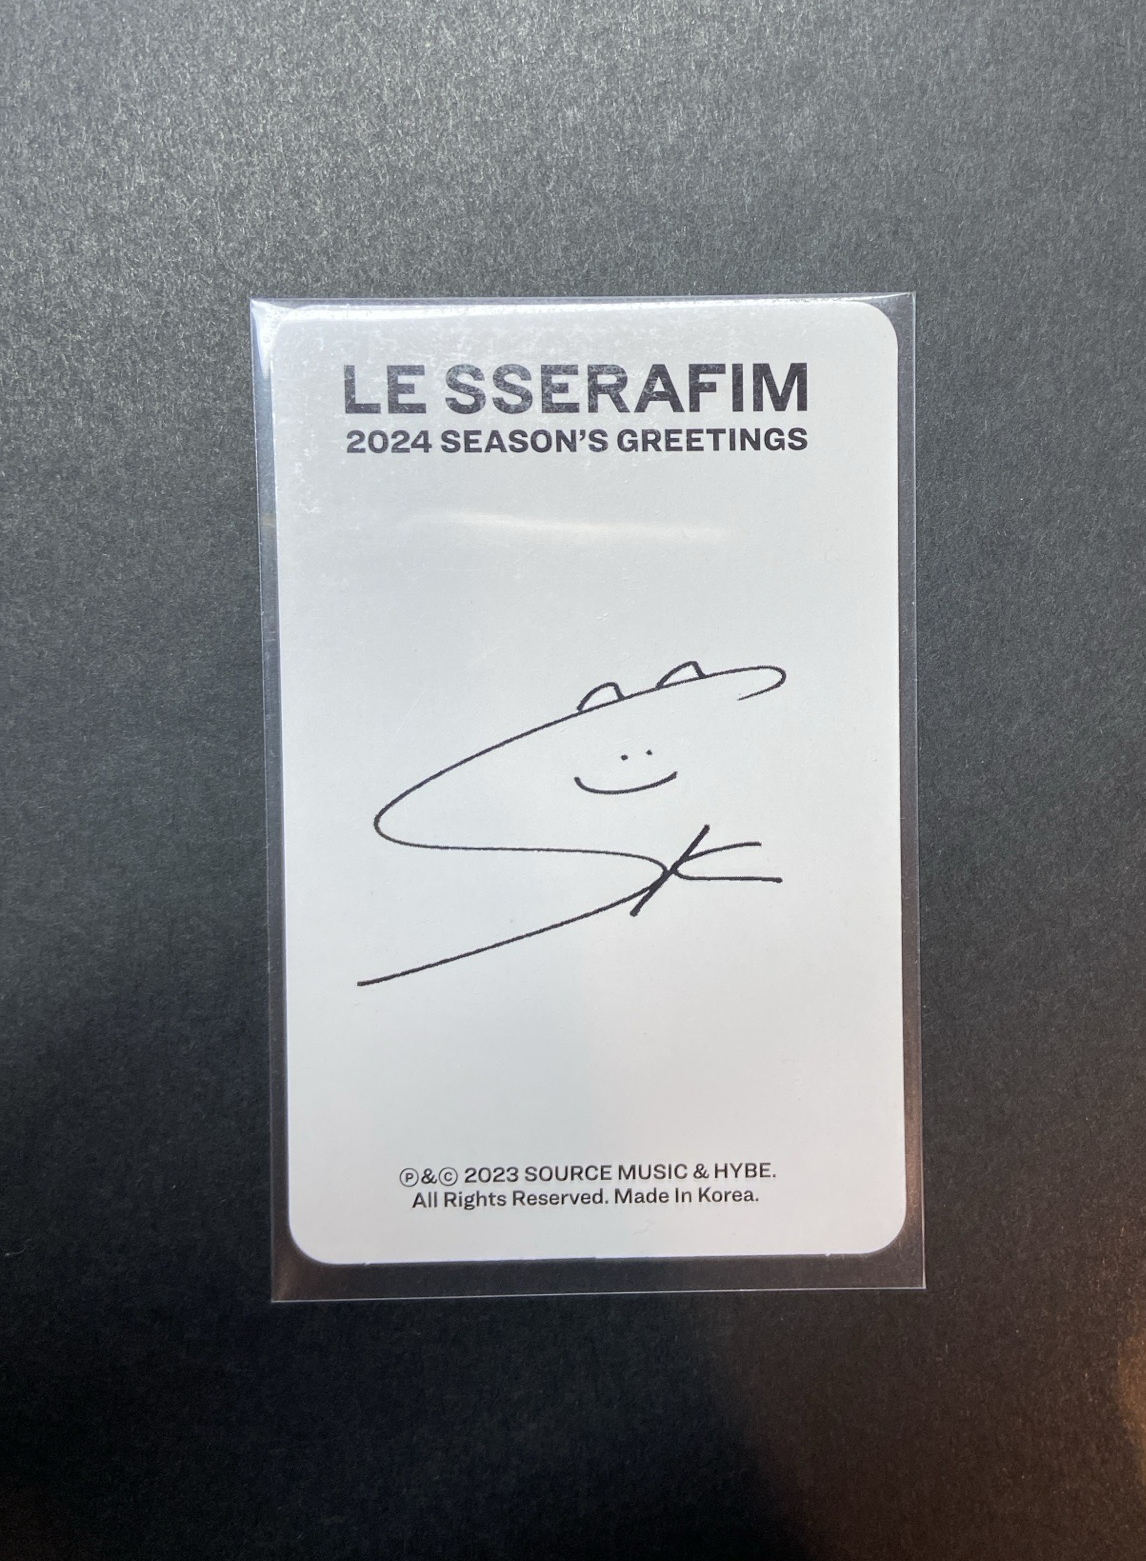 LE SSERAFIM
2024 SEASON'S GREETINGS
Ⓟ&Ⓒ 2023 SOURCE MUSIC & HYBE.
All Rights Reserved. Made In Korea.